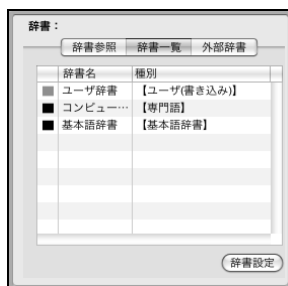 辞書：
辞書参照 辞書一覧 外部辞書
辞書名 種別
ユーザ辞書 【ユーザ(書き込み)】
コンピュー… 【専門語】
基本語辞書 【基本語辞書】
辞書設定